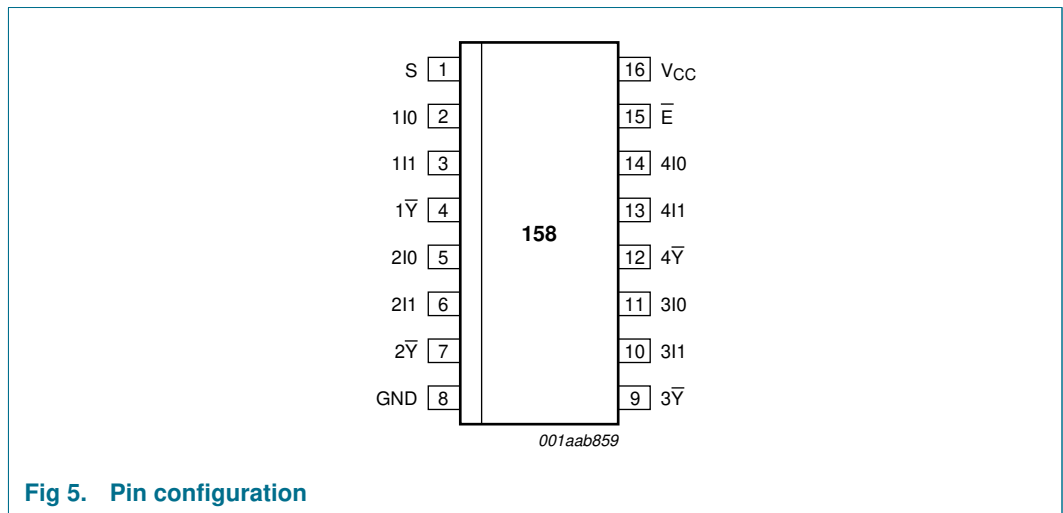 S 1 16 VCC
1I0 2 15 E̅
1I1 3 14 4I0
1Y̅ 4 13 4I1
158
2I0 5 12 4Y̅
2I1 6 11 3I0
2Y̅ 7 10 3I1
GND 8 9 3Y̅
001aab859
Fig 5. Pin configuration